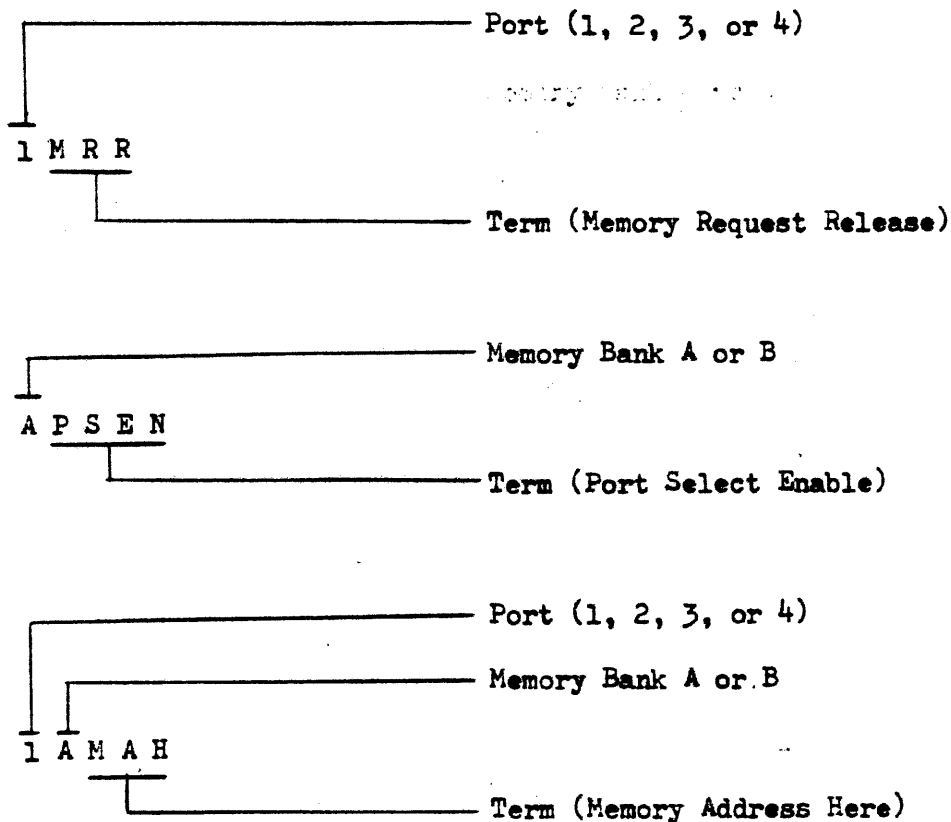 Port (1, 2, 3, or 4)
1 M R R
Term (Memory Request Release)
Memory Bank A or B
A P S E N
Term (Port Select Enable)
Port (1, 2, 3, or 4)
Memory Bank A or B
1 A M A H
Term (Memory Address Here)